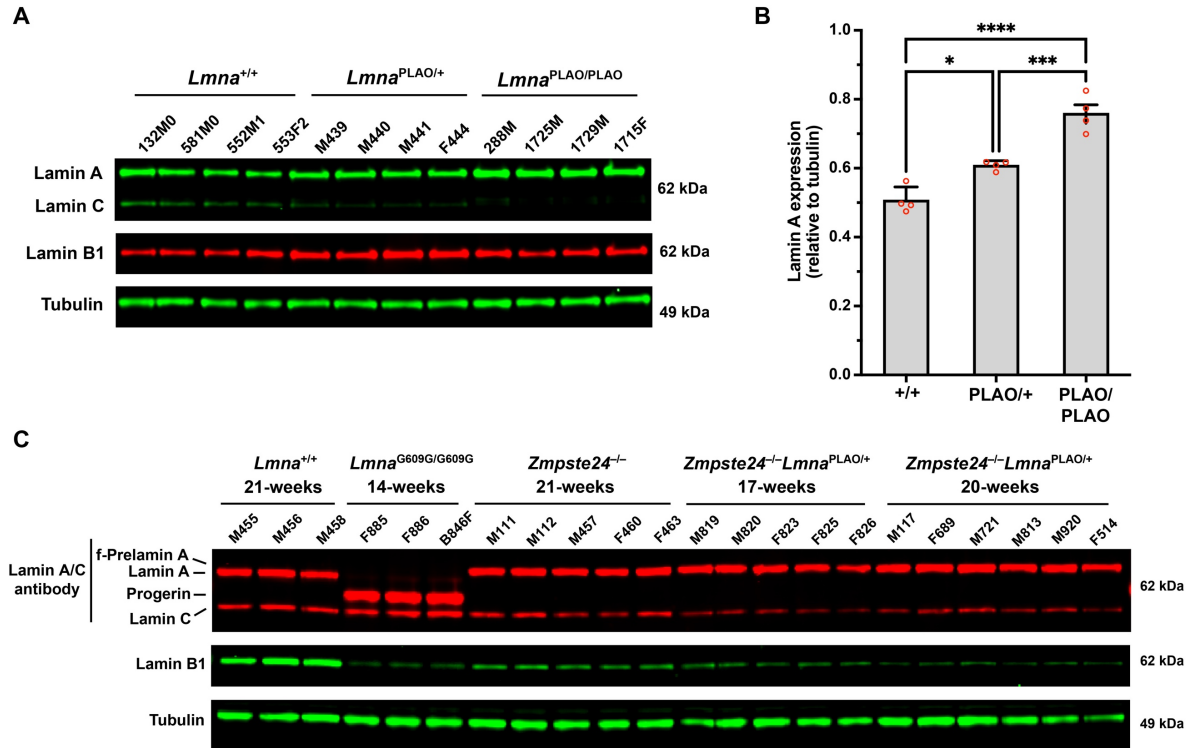 A
Lmna+/+ LmnaPLAO/+ LmnaPLAO/PLAO
132M0 581M0 552M1 553F2 M439 M440 M441 F444 288M 1725M 1729M 1715F
Lamin A
62 kDa
Lamin C
Lamin B1 62 kDa
Tubulin
49 kDa
B
Lamin A expression
(relative to tubulin)
1.0
0.8
0.6
0.4
0.2
0.0
****
* ***
+/+ PLAO/+ PLAO/
PLAO
C
Lmna+/+ LmnaG609G/G609G Zmpste24–/– Zmpste24–/–LmnaPLAO/+ Zmpste24–/–LmnaPLAO/+
21-weeks 14-weeks 21-weeks 17-weeks 20-weeks
M455 M456 M458 F885 F886 B846F M111 M112 M457 F460 F463 M819 M820 F823 F825 F826 M117 F689 M721 M813 M920 F514
Lamin A/C
antibody
f-Prelamin A
Lamin A
Progerin
Lamin C
62 kDa
Lamin B1 62 kDa
Tubulin 49 kDa